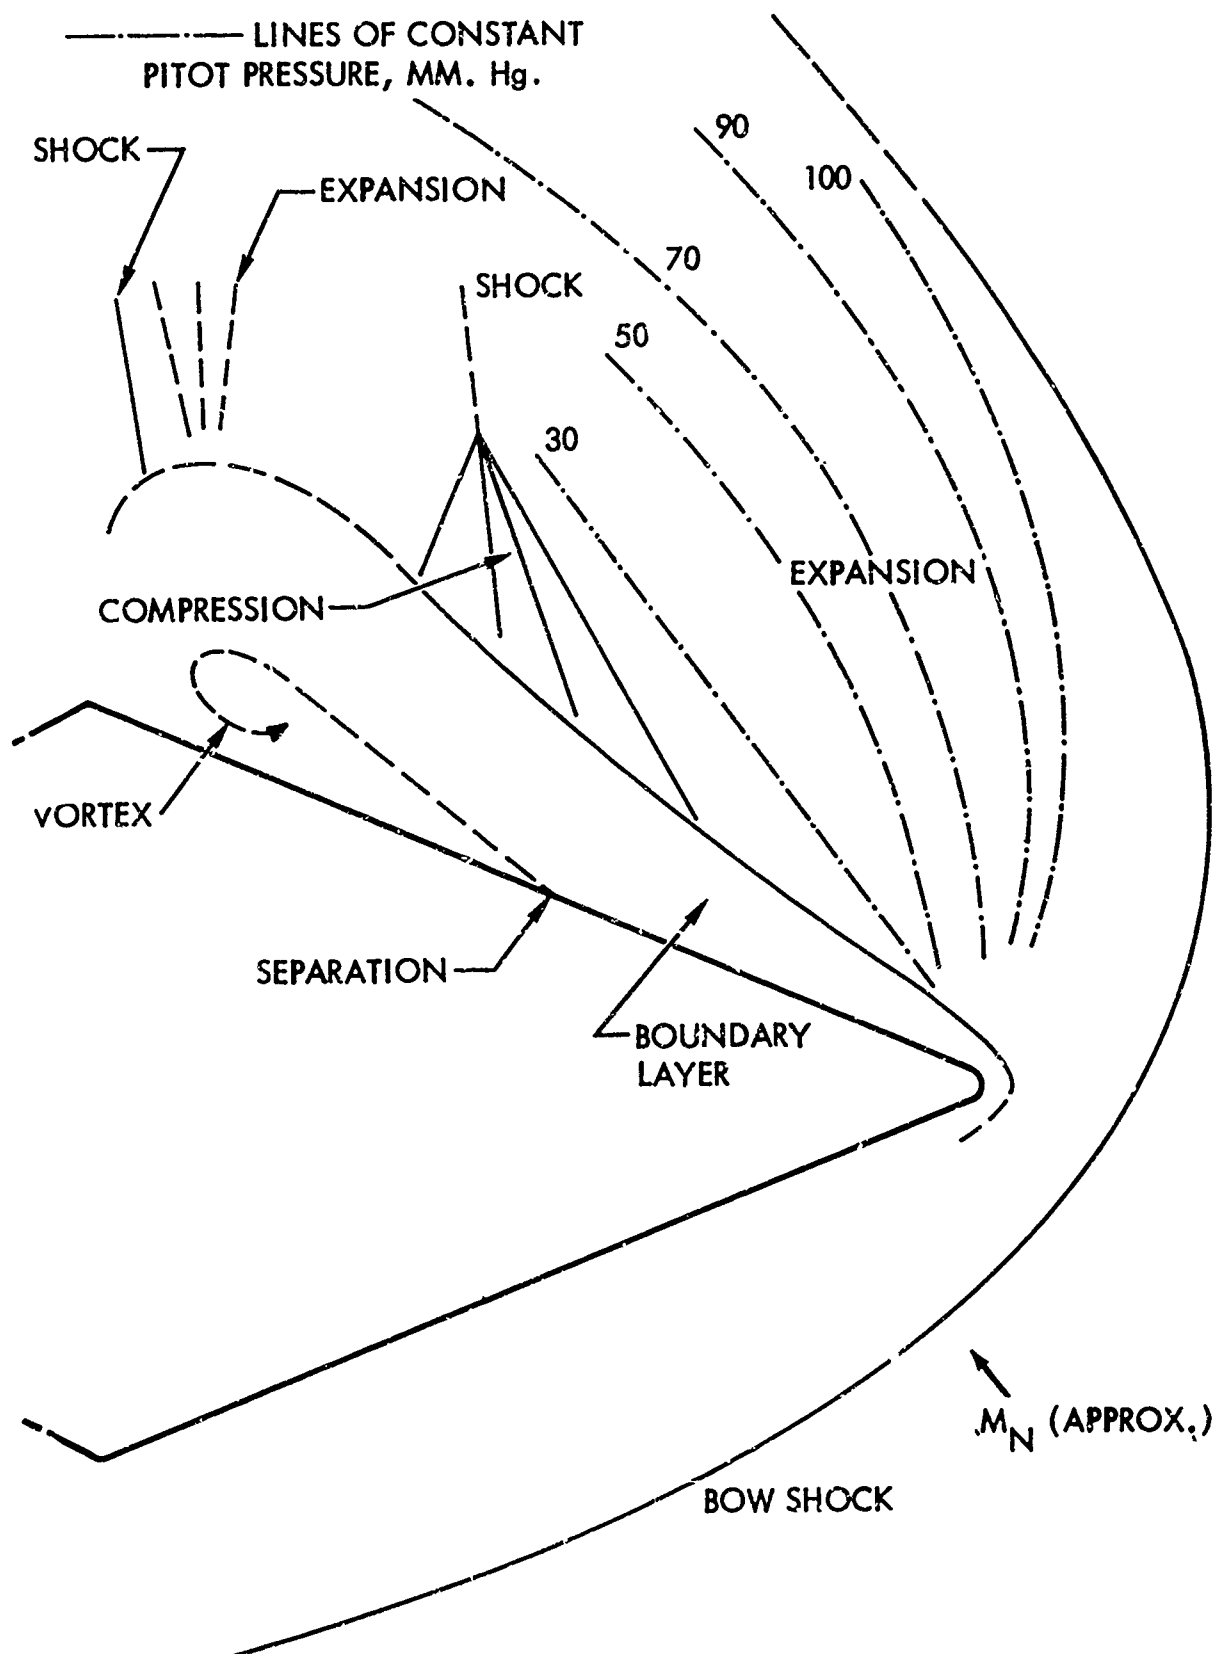 LINES OF CONSTANT
PITOT PRESSURE, MM. Hg.
SHOCK
EXPANSION
90
100
70
SHOCK
50
30
EXPANSION
COMPRESSION
VORTEX
SEPARATION
BOUNDARY
LAYER
MN (APPROX.)
BOW SHOCK